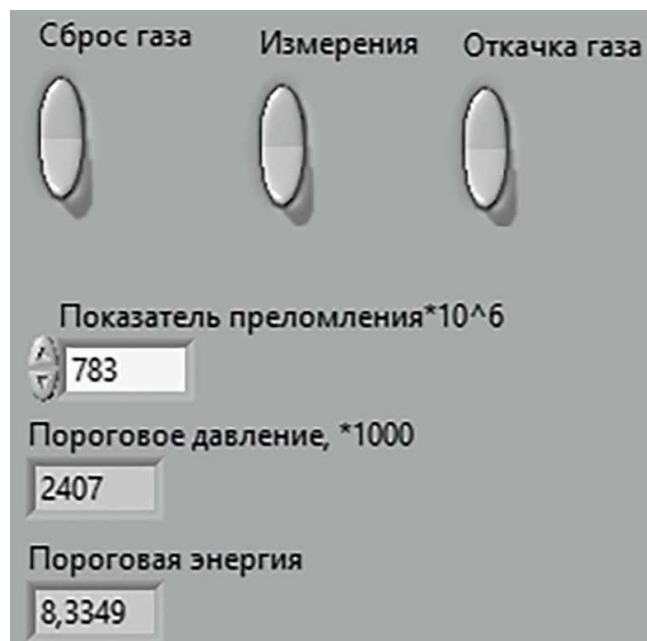 Сброс газа
Измерения
Откачка газа
Показатель преломления*10^6
783
Пороговое давление, *1000
2407
Пороговая энергия
8,3349